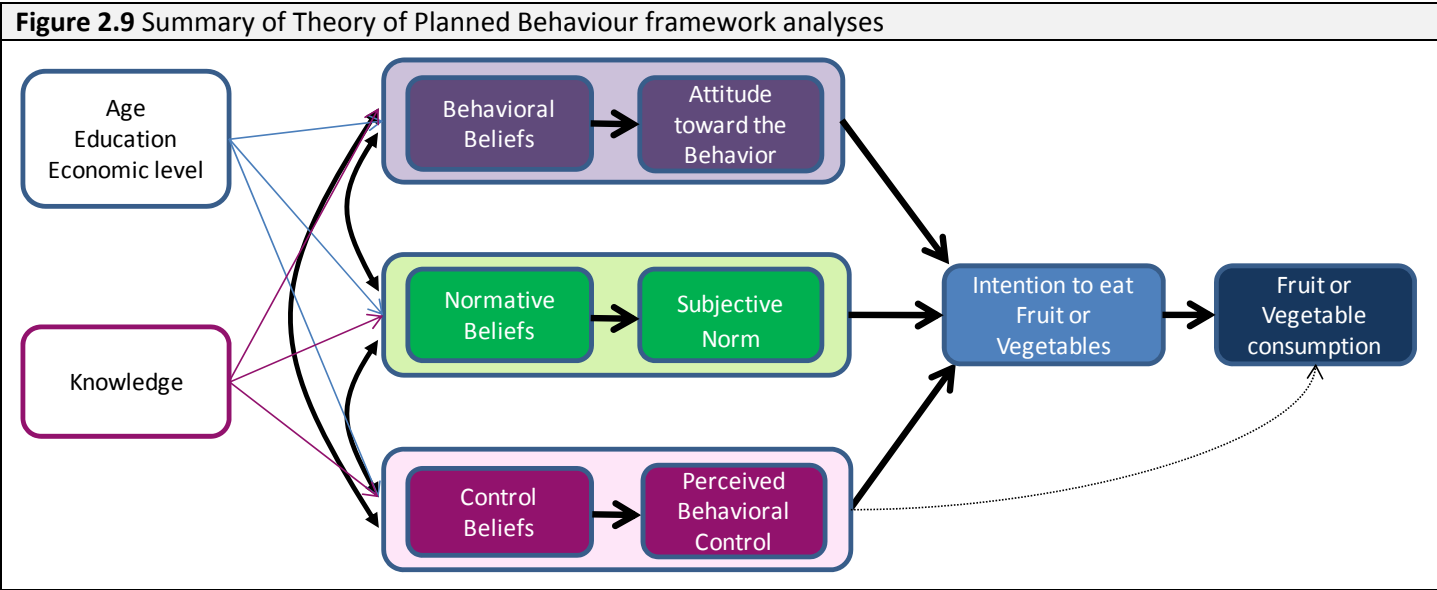 Figure 2.9 Summary of Theory of Planned Behaviour framework analyses
Age
Education
Economic level
Knowledge
Behavioral
Beliefs
Attitude
toward the
Behavior
Normative
Beliefs
Subjective
Norm
Control
Beliefs
Perceived
Behavioral
Control
Intention to eat
Fruit or
Vegetables
Fruit or
Vegetable
consumption